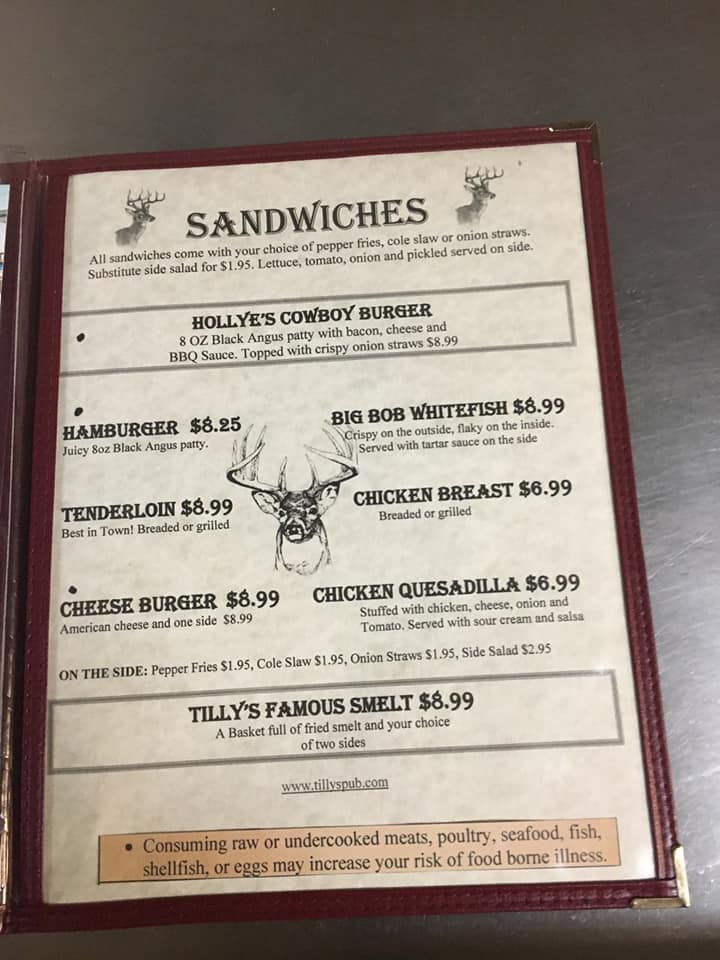 SANDWICHES
All sandwiches come with your choice of pepper fries, cole slaw or onion straws.
Substitute side salad for $1.95. Lettuce, tomato, onion and pickled served on side.
HOLLYE'S COWBOY BURGER
8 OZ Black Angus patty with bacon, cheese and
BBQ Sauce. Topped with crispy onion straws $8.99
HAMBURGER $8.25
Juicy 8oz Black Angus patty.
BIG BOB WHITEFISH $8.99
Crispy on the outside, flaky on the inside.
Served with tartar sauce on the side
TENDERLOIN $8.99
Best in Town! Breaded or grilled
CHICKEN BREAST $6.99
Breaded or grilled
CHEESE BURGER $8.99
American cheese and one side $8.99
CHICKEN QUESADILLA $6.99
Stuffed with chicken, cheese, onion and
Tomato. Served with sour cream and salsa
ON THE SIDE: Pepper Fries $1.95, Cole Slaw $1.95, Onion Straws $1.95, Side Salad $2.95
TILLY'S FAMOUS SMELT $8.99
A Basket full of fried smelt and your choice
of two sides
www.tillyspub.com
• Consuming raw or undercooked meats, poultry, seafood, fish,
shellfish, or eggs may increase your risk of food borne illness.